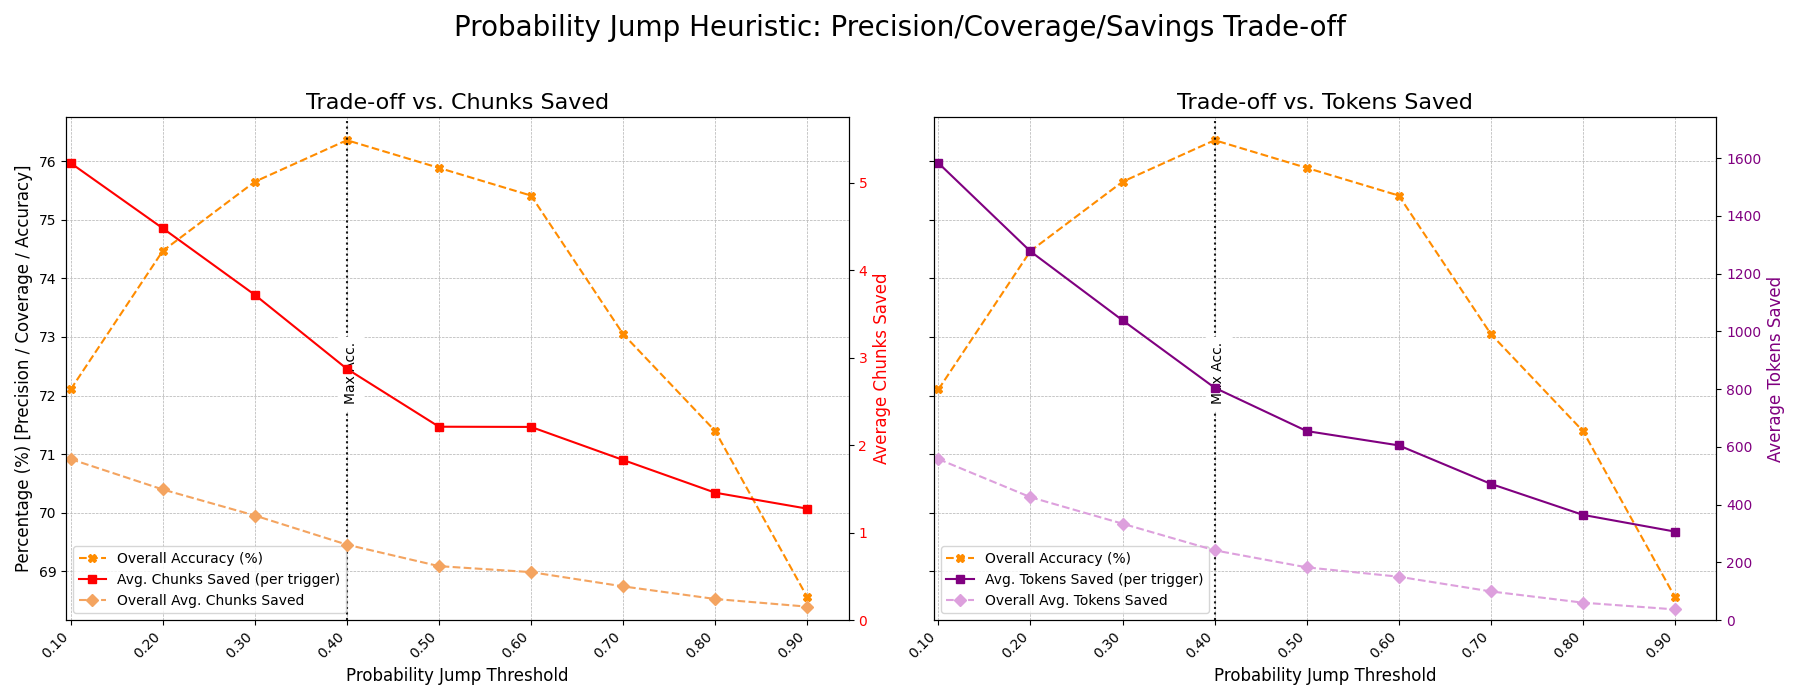 Probability Jump Heuristic: Precision/Coverage/Savings Trade-off
Trade-off vs. Chunks Saved
Percentage (%) [Precision / Coverage / Accuracy]
76
75
74
73
72
71
70
69
Max Acc.
Overall Accuracy (%)
Avg. Chunks Saved (per trigger)
Overall Avg. Chunks Saved
5
4
3
2
1
0
Average Chunks Saved
0.10
0.20
0.30
0.40
0.50
0.60
0.70
0.80
0.90
Probability Jump Threshold
Trade-off vs. Tokens Saved
Max Acc.
Overall Accuracy (%)
Avg. Tokens Saved (per trigger)
Overall Avg. Tokens Saved
1600
1400
1200
1000
800
600
400
200
0
Average Tokens Saved
0.10
0.20
0.30
0.40
0.50
0.60
0.70
0.80
0.90
Probability Jump Threshold